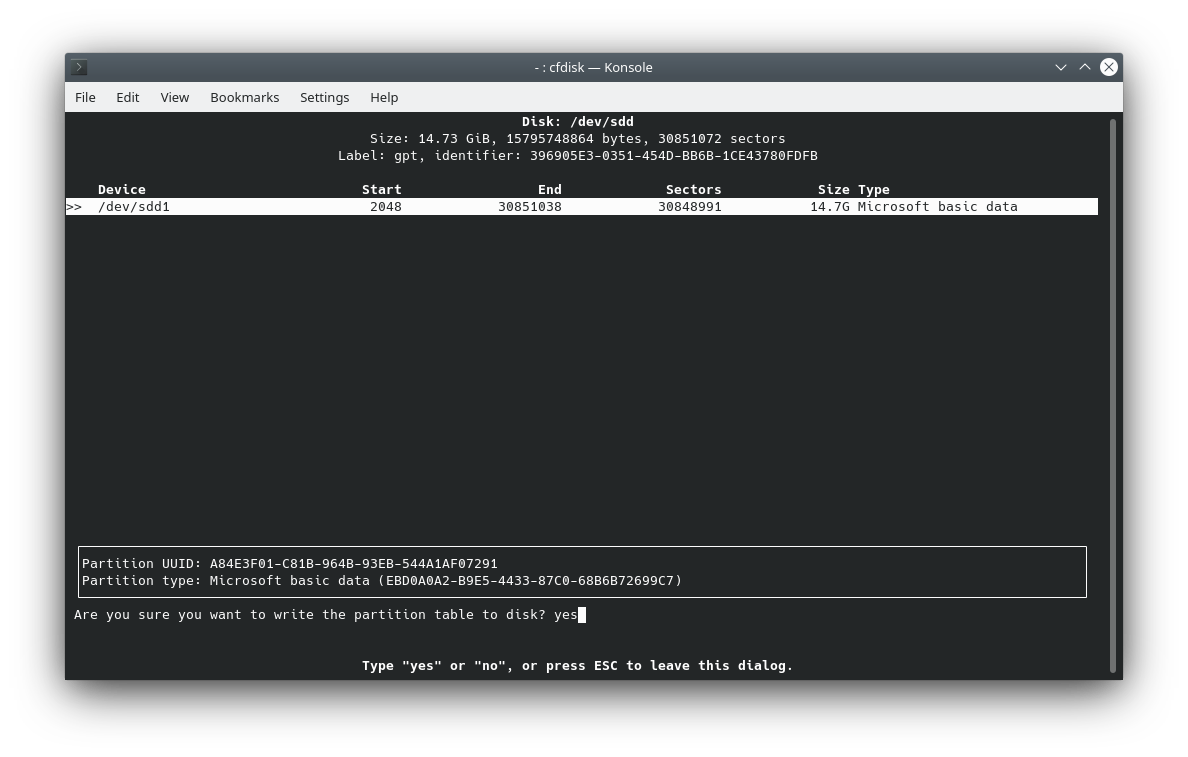 - : cfdisk — Konsole
File Edit View Bookmarks Settings Help
Disk: /dev/sdd
Size: 14.73 GiB, 15795748864 bytes, 30851072 sectors
Label: gpt, identifier: 396905E3-0351-454D-BB6B-1CE43780FDFB
Device Start End Sectors Size Type
>> /dev/sdd1 2048 30851038 30848991 14.7G Microsoft basic data
Partition UUID: A84E3F01-C81B-964B-93EB-544A1AF07291
Partition type: Microsoft basic data (EBD0A0A2-B9E5-4433-87C0-68B6B72699C7)
Are you sure you want to write the partition table to disk? yes
Type "yes" or "no", or press ESC to leave this dialog.